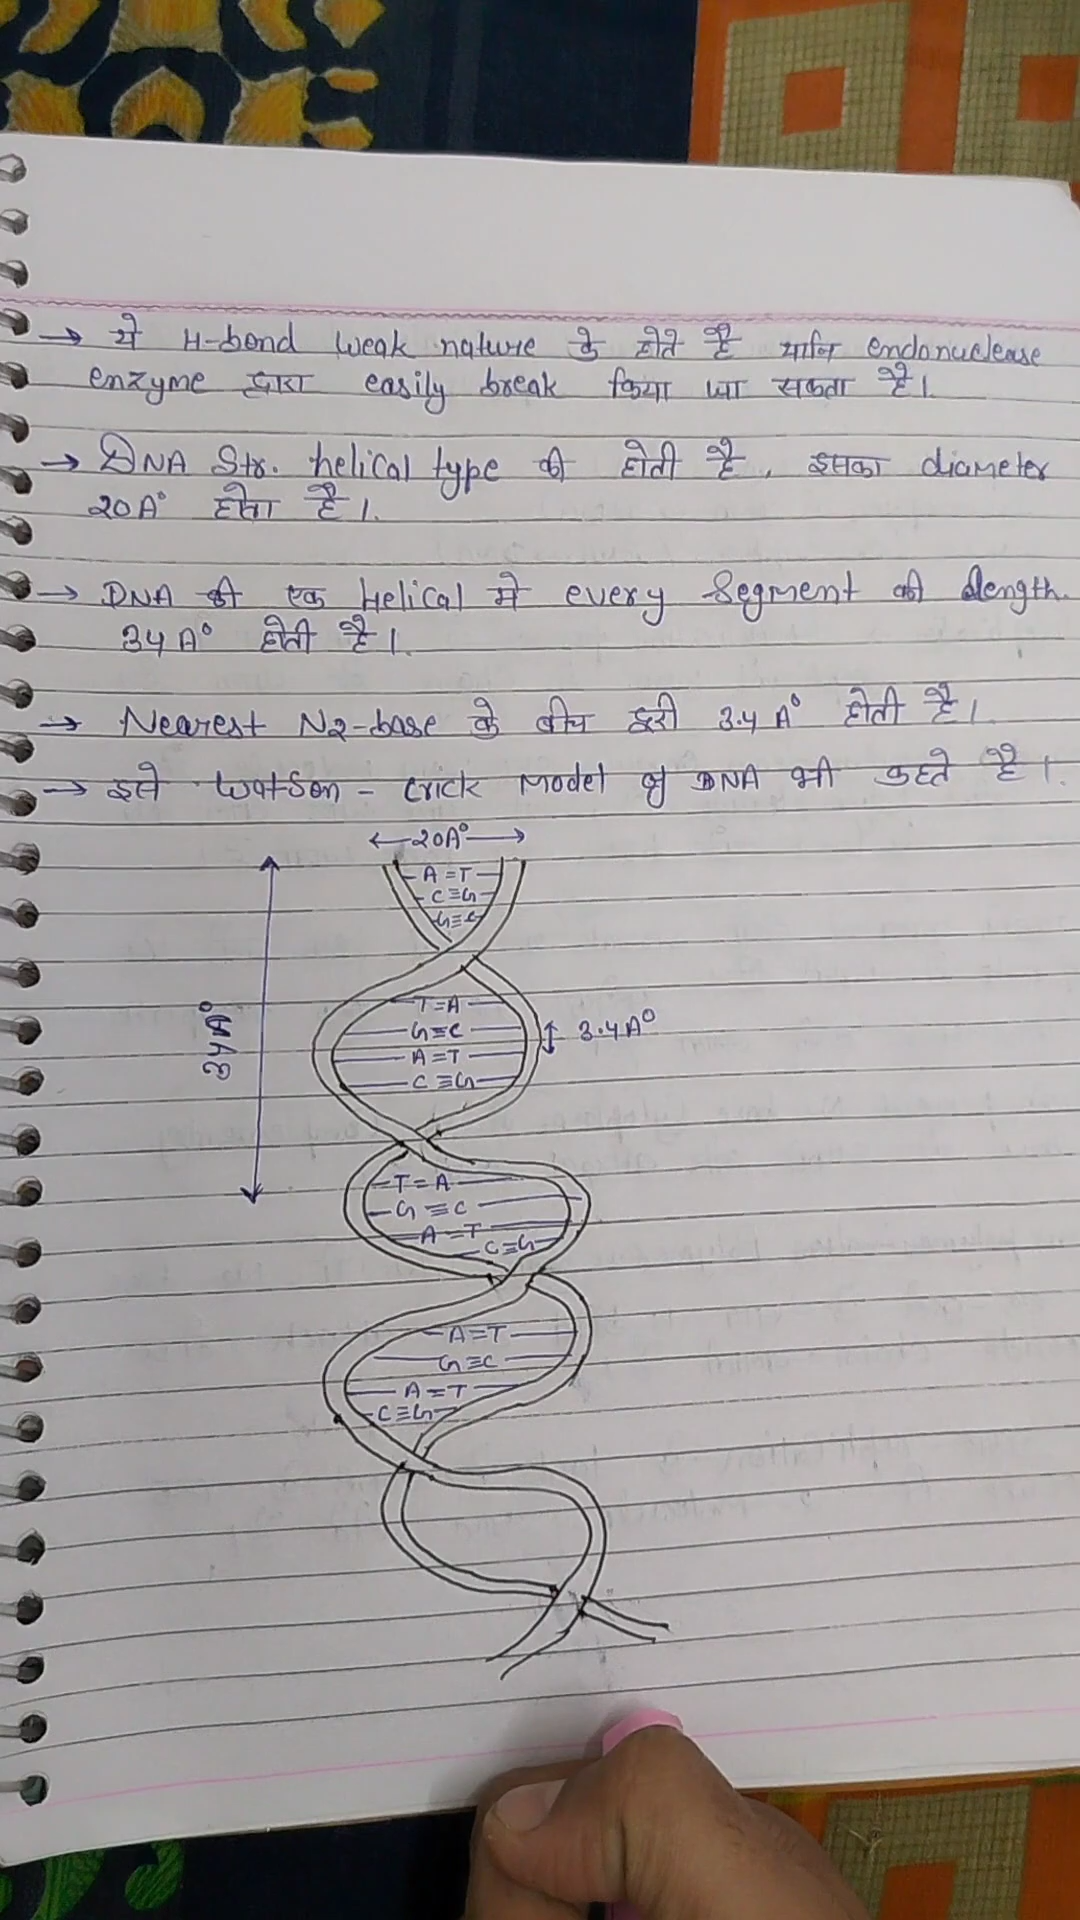 → ये H-bond weak nature के होते है यानि endonuclease
enzyme द्वारा easily break किया जा सकता है।
→ DNA Str. helical type की होती है, इसका diameter
20A° होता है।
→ DNA की एक Helical मे every Segment की length
34A° होती है।
→ Nearest N2-base के बीच दूरी 3.4A° होती है।
→ इसे Watson-Crick Model of DNA भी कहते है।
20A°
A=T
C≡G
G≡C
34A°
T=A
G≡C
3.4A°
A=T
C≡G
T=A
G≡C
A=T
C=G
A=T
G≡C
A=T
C≡G